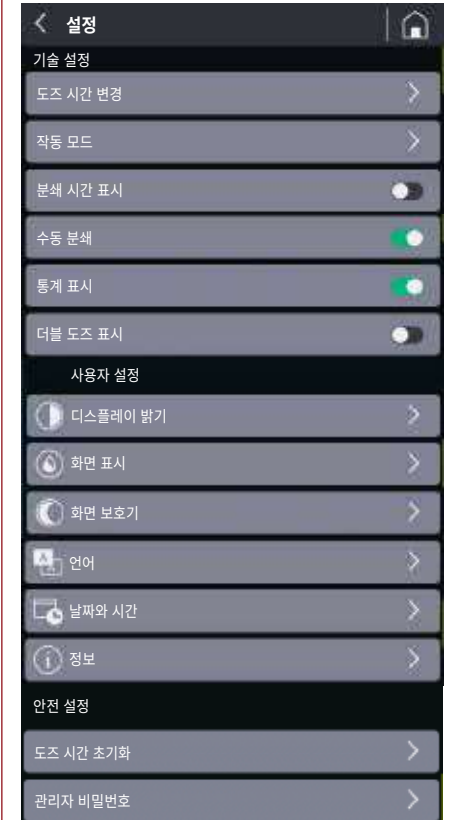 설정
기술 설정
도즈 시간 변경
작동 모드
분쇄 시간 표시
수동 분쇄
통계 표시
더블 도즈 표시
사용자 설정
디스플레이 밝기
화면 표시
화면 보호기
언어
날짜와 시간
정보
안전 설정
도즈 시간 초기화
관리자 비밀번호